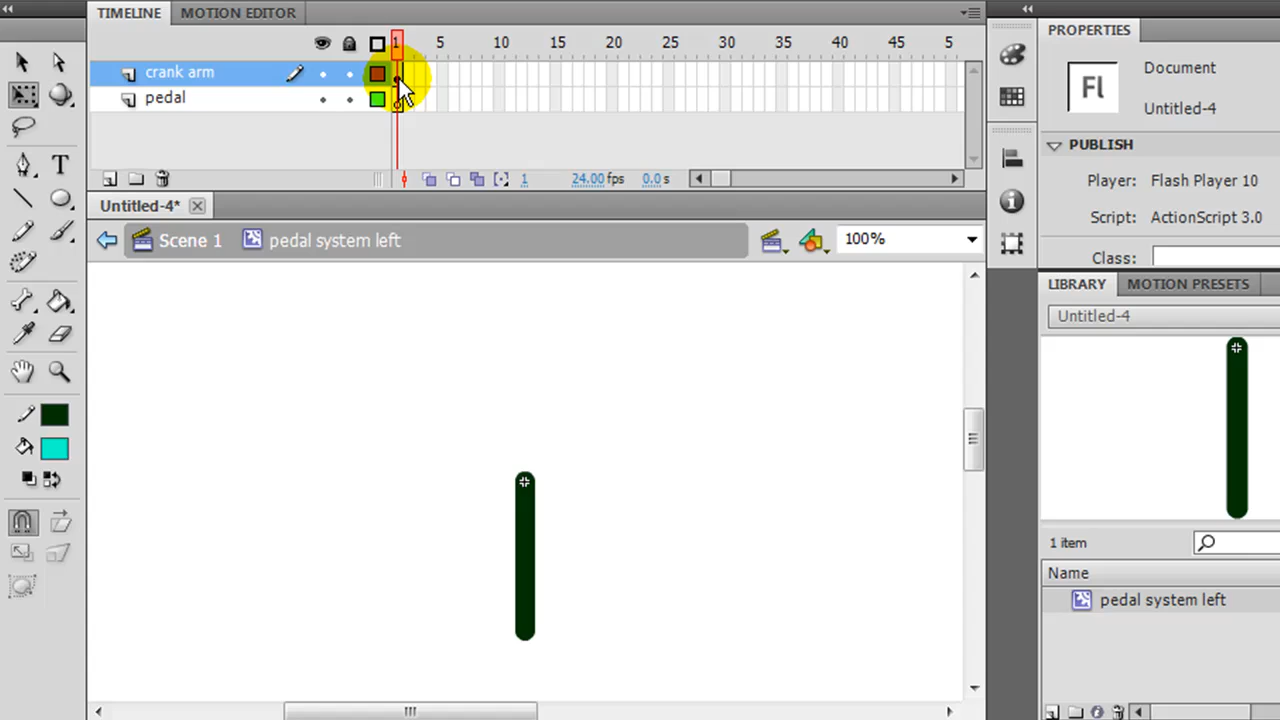 TIMELINE MOTION EDITOR
1 5 10 15 20 25 30 35 40 45 5
crank arm
pedal
1 24.00 fps 0.0 s
Untitled-4*
Scene 1 pedal system left 100%
T
PROPERTIES
Fl
Document
Untitled-4
PUBLISH
Player: Flash Player 10
Script: ActionScript 3.0
Class:
LIBRARY MOTION PRESETS
Untitled-4
1 item
Name
pedal system left